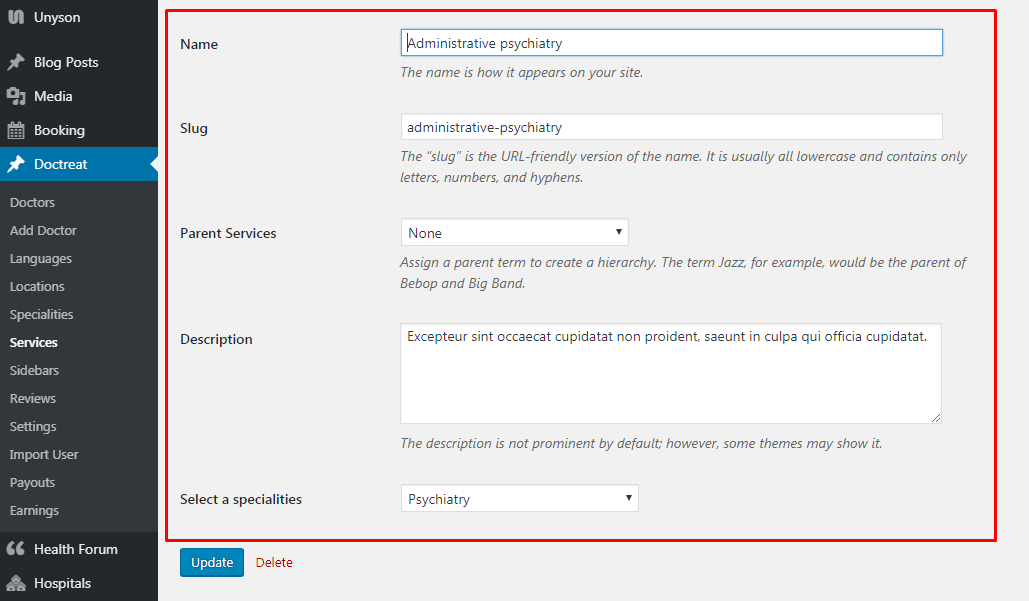 Unyson
Blog Posts
Media
Booking
Doctreat
Doctors
Add Doctor
Languages
Locations
Specialities
Services
Sidebars
Reviews
Settings
Import User
Payouts
Earnings
Health Forum
Hospitals
Name
Administrative psychiatry
The name is how it appears on your site.
Slug
administrative-psychiatry
The “slug” is the URL-friendly version of the name. It is usually all lowercase and contains only
letters, numbers, and hyphens.
Parent Services
None
Assign a parent term to create a hierarchy. The term Jazz, for example, would be the parent of
Bebop and Big Band.
Description
Excepteur sint occaecat cupidatat non proident, saeunt in culpa qui officia cupidatat.
The description is not prominent by default; however, some themes may show it.
Select a specialities
Psychiatry
Update Delete